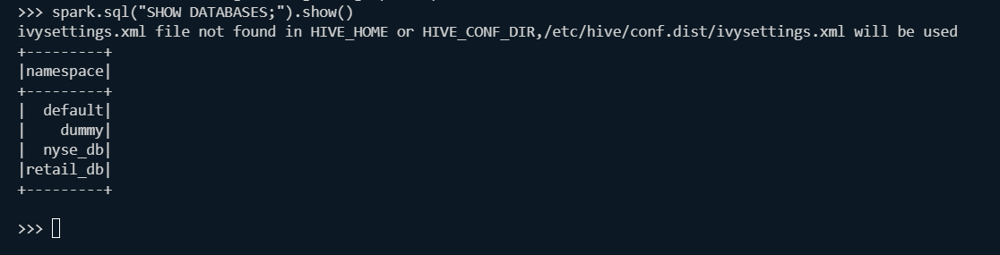 >>> spark.sql("SHOW DATABASES;").show()
ivysettings.xml file not found in HIVE_HOME or HIVE_CONF_DIR,/etc/hive/conf.dist/ivysettings.xml will be used
+---------+
|namespace|
+---------+
|  default|
|    dummy|
|  nyse_db|
|retail_db|
+---------+
>>>